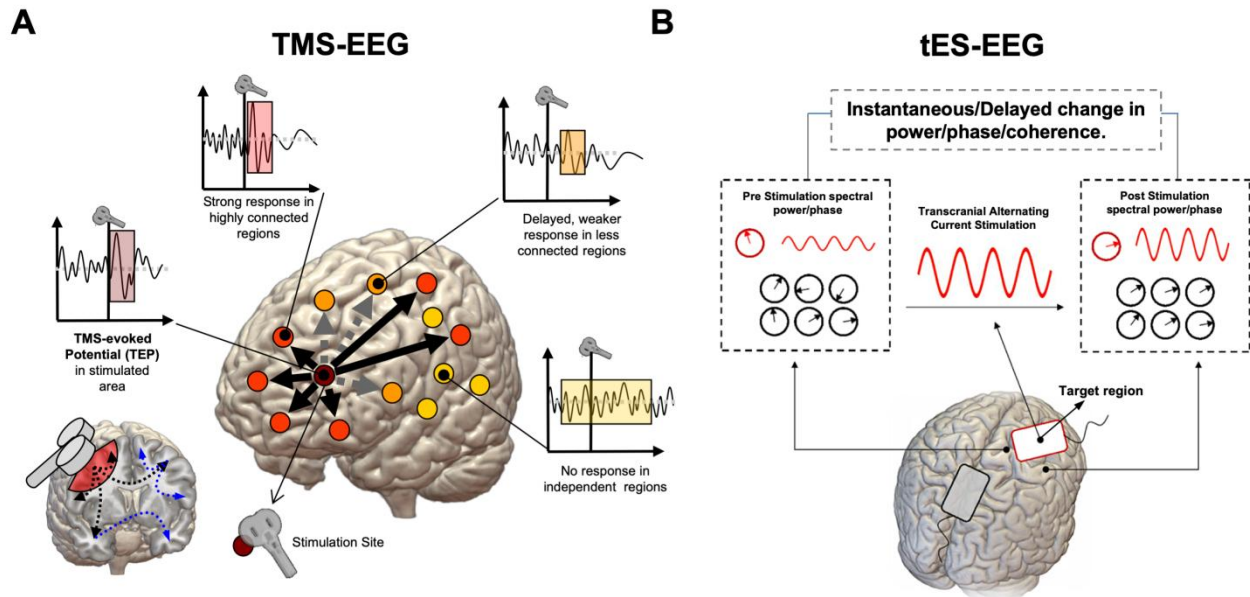 A
TMS-EEG
Strong response in
highly connected
regions
Delayed, weaker
response in less
connected regions
TMS-evoked
Potential (TEP)
in stimulated
area
No response in
independent regions
Stimulation Site
B
tES-EEG
Instantaneous/Delayed change in
power/phase/coherence.
Pre Stimulation spectral
power/phase
Transcranial Alternating
Current Stimulation
Post Stimulation
spectral power/phase
Target region